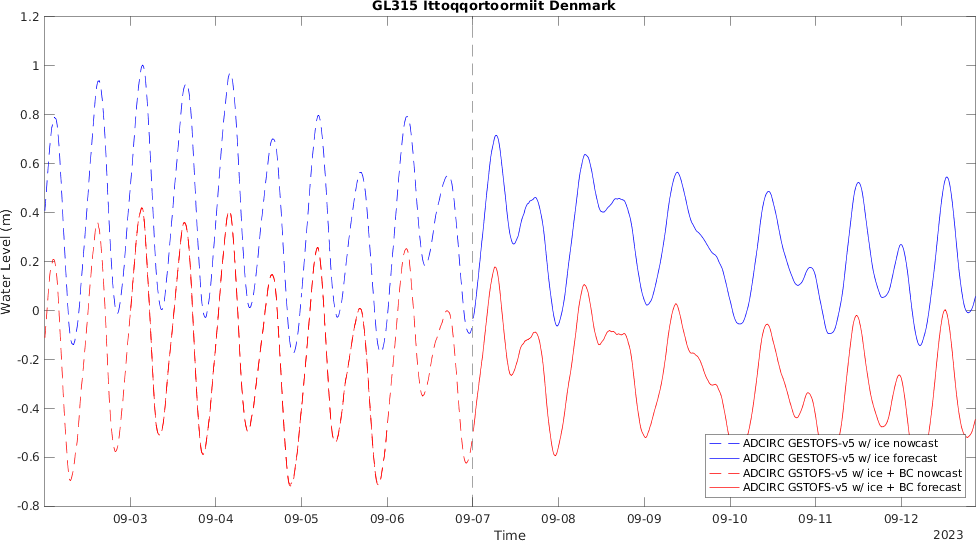 GL315 Ittoqqortoormiit Denmark
1.2
1
0.8
0.6
0.4
0.2
0
-0.2
-0.4
-0.6
-0.8
Water Level (m)
ADCIRC GESTOFS-v5 w/ ice nowcast
ADCIRC GESTOFS-v5 w/ ice forecast
ADCIRC GSTOFS-v5 w/ ice + BC nowcast
ADCIRC GSTOFS-v5 w/ ice + BC forecast
09-03 09-04 09-05 09-06 09-07 09-08 09-09 09-10 09-11 09-12
Time
2023